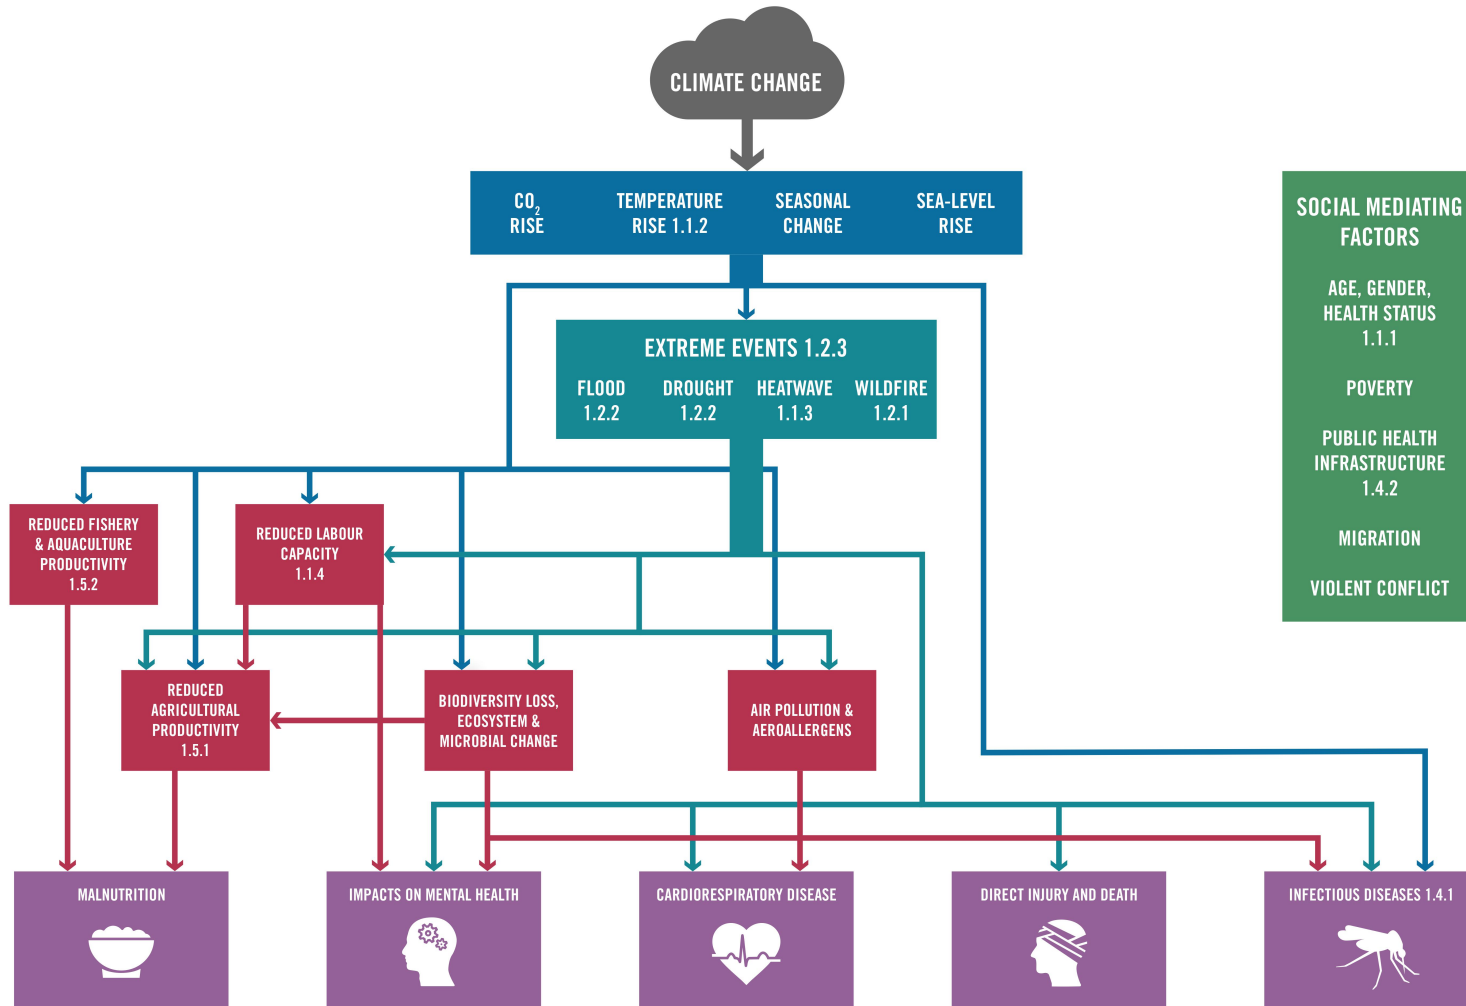 CLIMATE CHANGE
CO₂
RISE
TEMPERATURE
RISE 1.1.2
SEASONAL
CHANGE
SEA-LEVEL
RISE
SOCIAL MEDIATING
FACTORS
AGE, GENDER,
HEALTH STATUS
1.1.1
POVERTY
PUBLIC HEALTH
INFRASTRUCTURE
1.4.2
MIGRATION
VIOLENT CONFLICT
EXTREME EVENTS 1.2.3
FLOOD
1.2.2
DROUGHT
1.2.2
HEATWAVE
1.1.3
WILDFIRE
1.2.1
REDUCED FISHERY
& AQUACULTURE
PRODUCTIVITY
1.5.2
REDUCED LABOUR
CAPACITY
1.1.4
REDUCED
AGRICULTURAL
PRODUCTIVITY
1.5.1
BIODIVERSITY LOSS,
ECOSYSTEM &
MICROBIAL CHANGE
AIR POLLUTION &
AEROALLERGENS
MALNUTRITION
IMPACTS ON MENTAL HEALTH
CARDIORESPIRATORY DISEASE
DIRECT INJURY AND DEATH
INFECTIOUS DISEASES 1.4.1